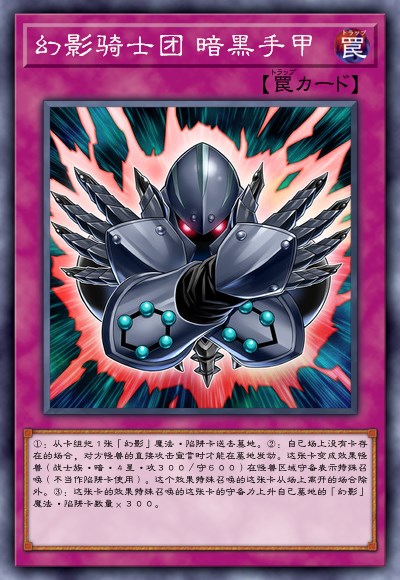 幻影骑士团 暗黑手甲
トラップ
罠
トラップ
【罠カード】
①：从卡组把1张「幻影」魔法·陷阱卡送去墓地。②：自己场上没有卡存
在的场合，对方怪兽的直接攻击宣言时才能在墓地发动。这张卡变成效果怪
兽（战士族·暗·4星·攻300/守600）在怪兽区域守备表示特殊召
唤（不当作陷阱卡使用）。这个效果特殊召唤的这张卡从场上离开的场合除
外。③：这张卡的效果特殊召唤的这张卡的守备力上升自己墓地的「幻影」
魔法·陷阱卡数量×300。